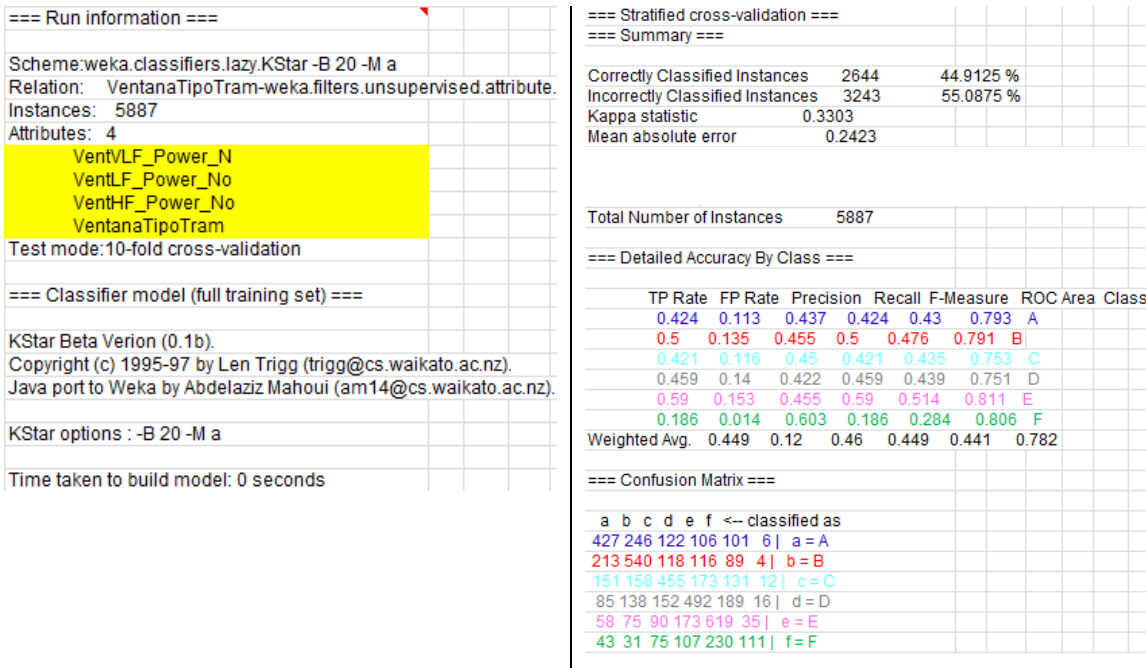 === Run information ===
Scheme:weka.classifiers.lazy.KStar -B 20 -M a
Relation: VentanaTipoTram-weka.filters.unsupervised.attribute.
Instances: 5887
Attributes: 4
VentVLF_Power_N
VentLF_Power_No
VentHF_Power_No
VentanaTipoTram
Test mode:10-fold cross-validation
=== Classifier model (full training set) ===
KStar Beta Verion (0.1b).
Copyright (c) 1995-97 by Len Trigg (trigg@cs.waikato.ac.nz).
Java port to Weka by Abdelaziz Mahoui (am14@cs.waikato.ac.nz).
KStar options : -B 20 -M a
Time taken to build model: 0 seconds
=== Stratified cross-validation ===
=== Summary ===
Correctly Classified Instances 2644 44.9125 %
Incorrectly Classified Instances 3243 55.0875 %
Kappa statistic 0.3303
Mean absolute error 0.2423
Total Number of Instances 5887
=== Detailed Accuracy By Class ===
TP Rate FP Rate Precision Recall F-Measure ROC Area Class
0.424 0.113 0.437 0.424 0.43 0.793 A
0.5 0.135 0.455 0.5 0.476 0.791 B
0.421 0.116 0.45 0.421 0.435 0.753 C
0.459 0.14 0.422 0.459 0.439 0.751 D
0.59 0.153 0.455 0.59 0.514 0.811 E
0.186 0.014 0.603 0.186 0.284 0.806 F
Weighted Avg. 0.449 0.12 0.46 0.449 0.441 0.782
=== Confusion Matrix ===
a b c d e f <-- classified as
427 246 122 106 101 6 | a = A
213 540 118 116 89 4 | b = B
151 158 455 173 131 12 | c = C
85 138 152 492 189 16 | d = D
58 75 90 173 619 35 | e = E
43 31 75 107 230 111 | f = F